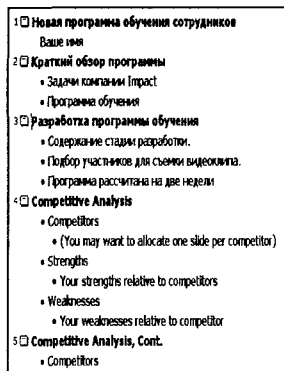 1 Новая программа обучения сотрудников
Ваше имя
2 Краткий обзор программы
• Задачи компании Impact
• Программа обучения
3 Разработка программы обучения
• Содержание стадии разработки.
• Подбор участников для съемки видеоклипа.
• Программа рассчитана на две недели
4 Competitive Analysis
• Competitors
• (You may want to allocate one slide per competitor)
• Strengths
• Your strengths relative to competitors
• Weaknesses
• Your weaknesses relative to competitor
5 Competitive Analysis, Cont.
• Competitors